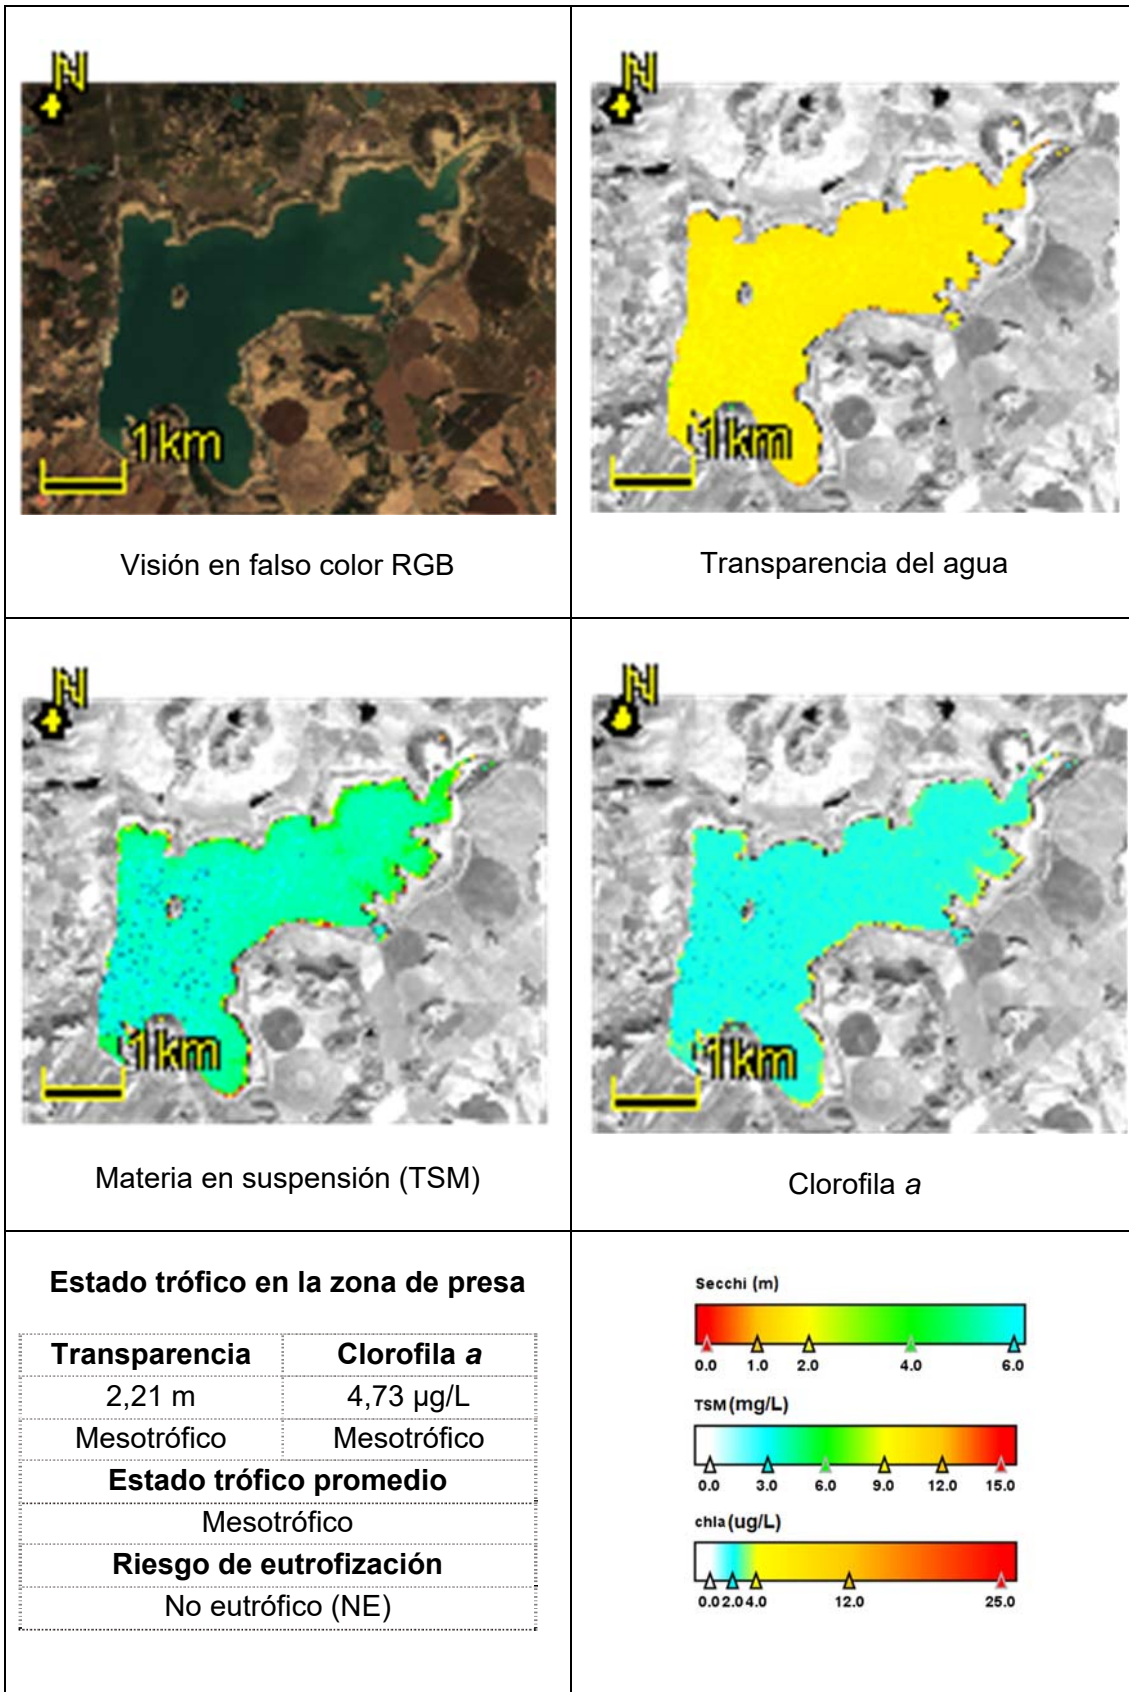 N
N
1km
1km
Visión en falso color RGB
Transparencia del agua
N
N
1km
1km
Materia en suspensión (TSM)
Clorofila a
Estado trófico en la zona de presa
Transparencia Clorofila a
2,21 m 4,73 µg/L
Mesotrófico Mesotrófico
Estado trófico promedio
Mesotrófico
Riesgo de eutrofización
No eutrófico (NE)
Secchi (m)
0.0 1.0 2.0 4.0 6.0
TSM(mg/L)
0.0 3.0 6.0 9.0 12.0 15.0
chla(ug/L)
0.0 2.0 4.0 12.0 25.0